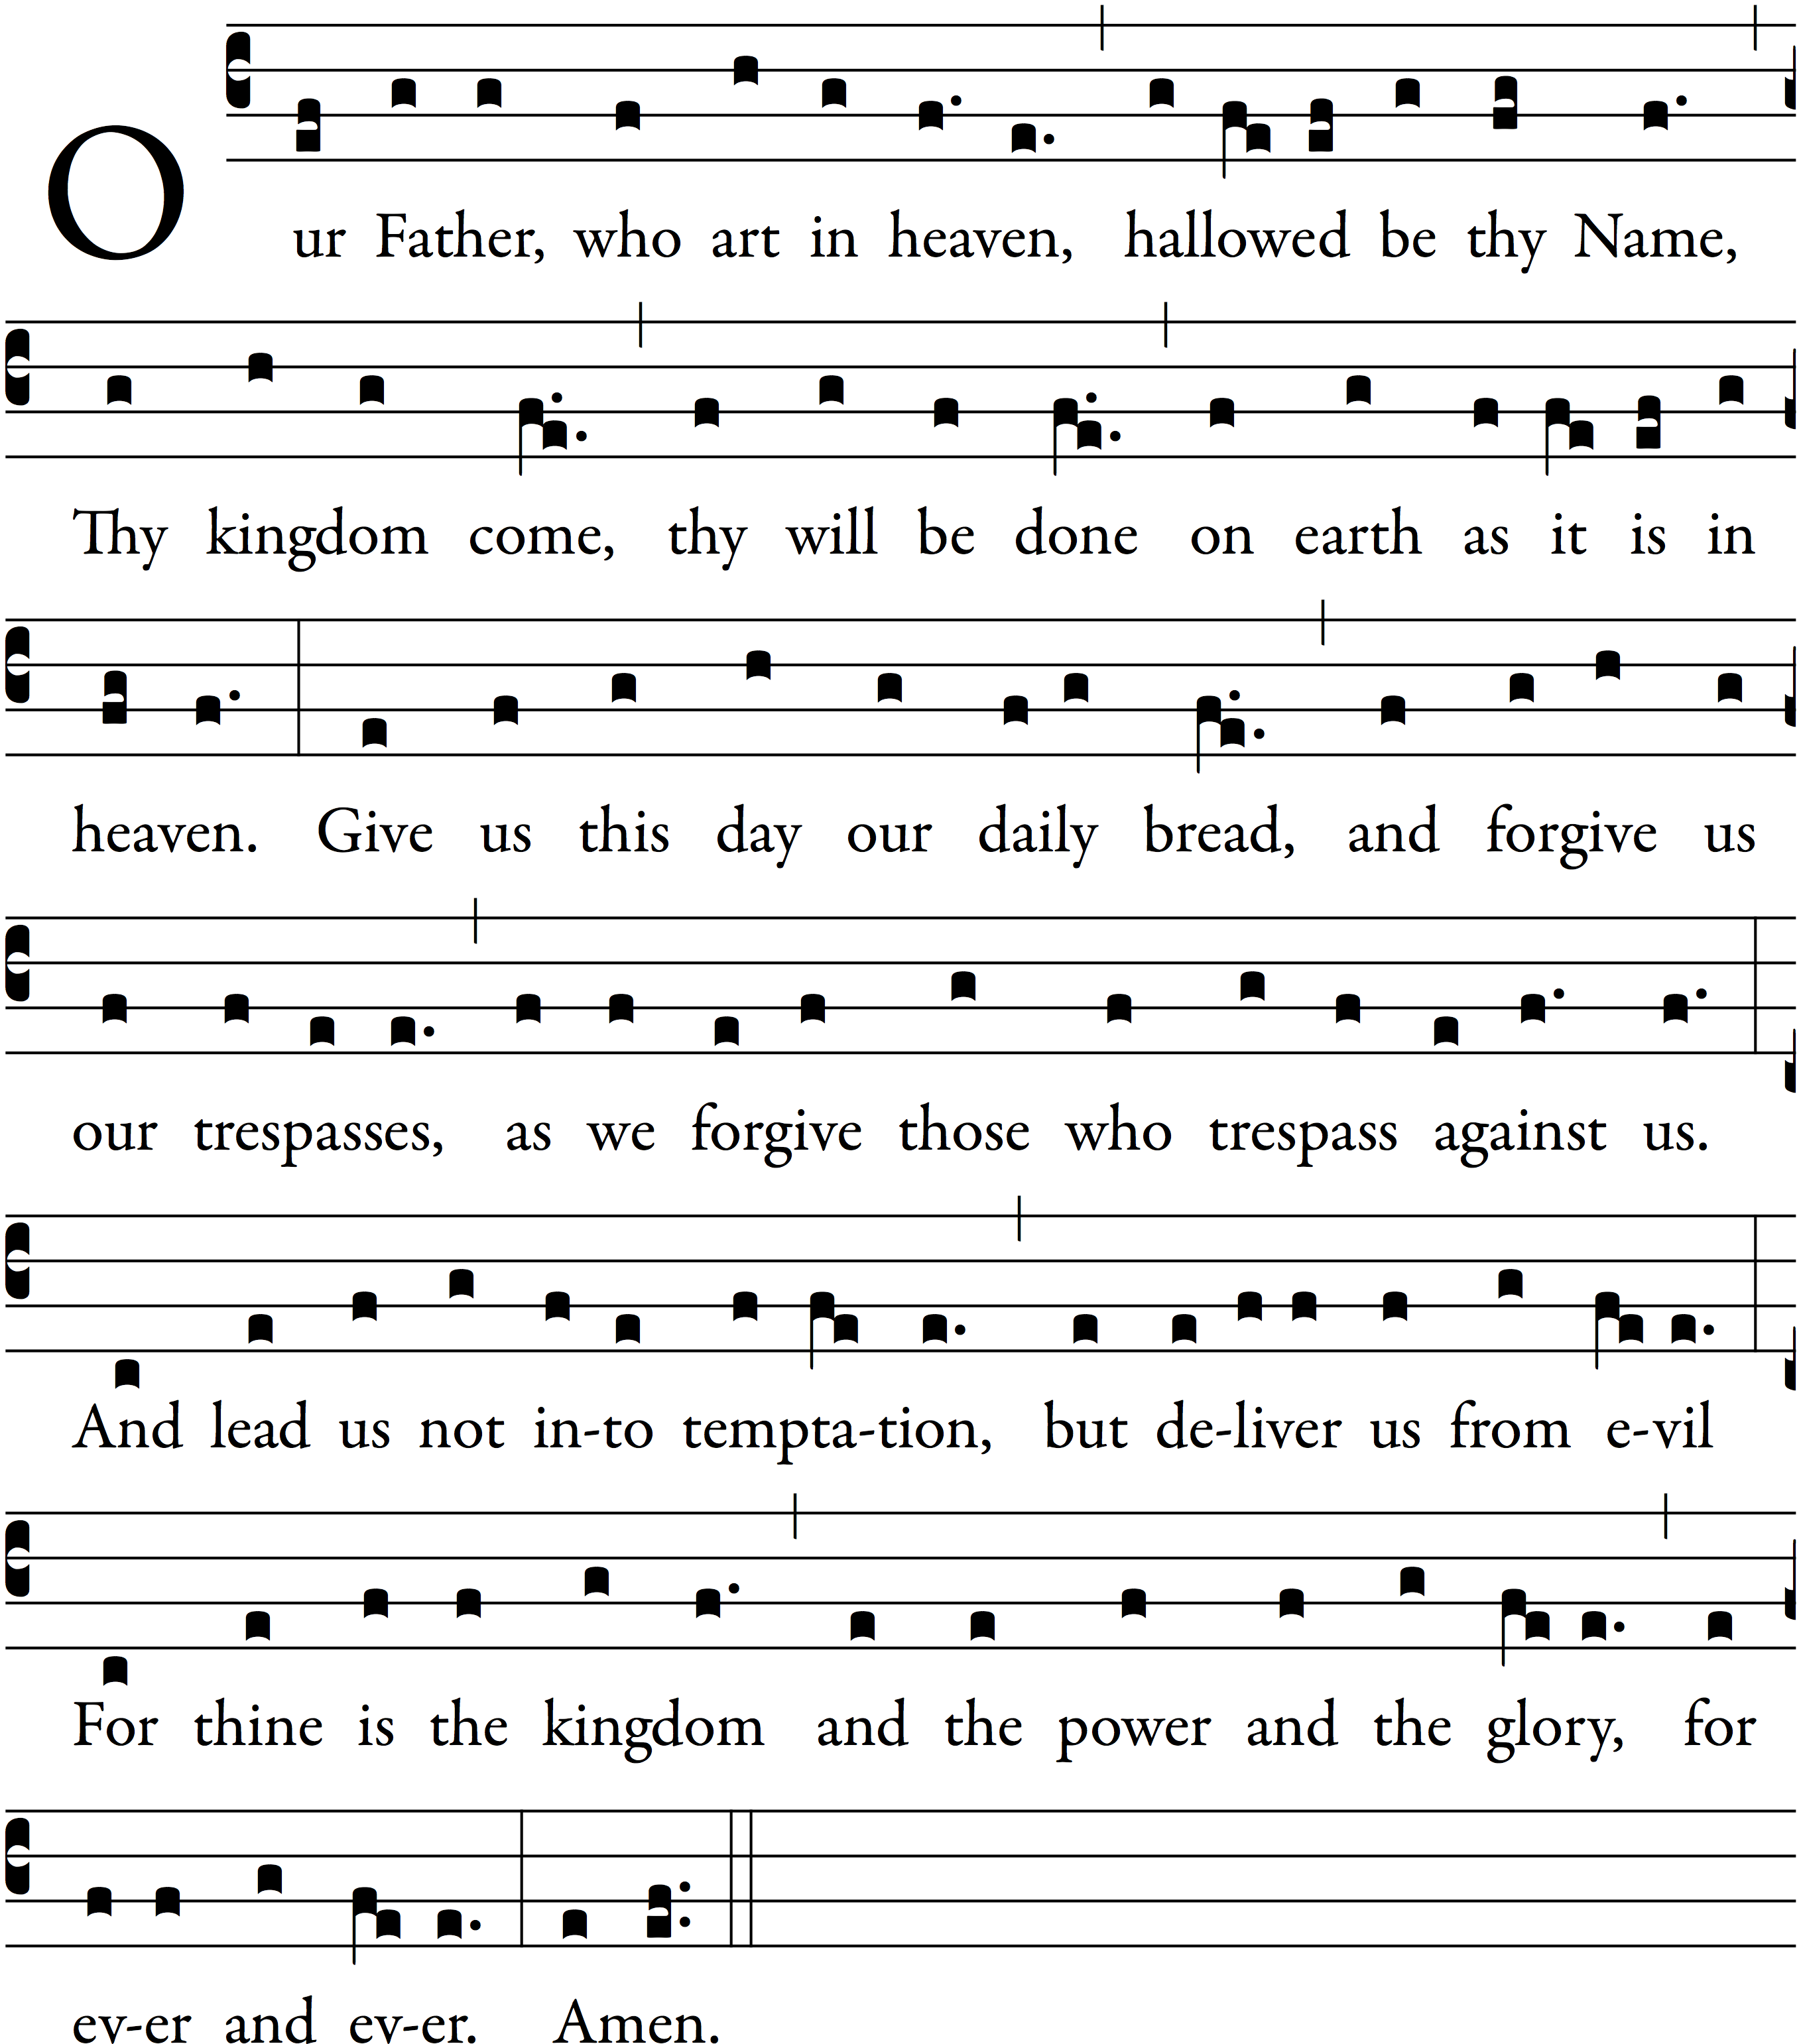 Our Father, who art in heaven, hallowed be thy Name,
Thy kingdom come, thy will be done on earth as it is in
heaven. Give us this day our daily bread, and forgive us
our trespasses, as we forgive those who trespass against us.
And lead us not in-to tempta-tion, but de-liver us from e-vil
For thine is the kingdom and the power and the glory, for
ev-er and ev-er. Amen.